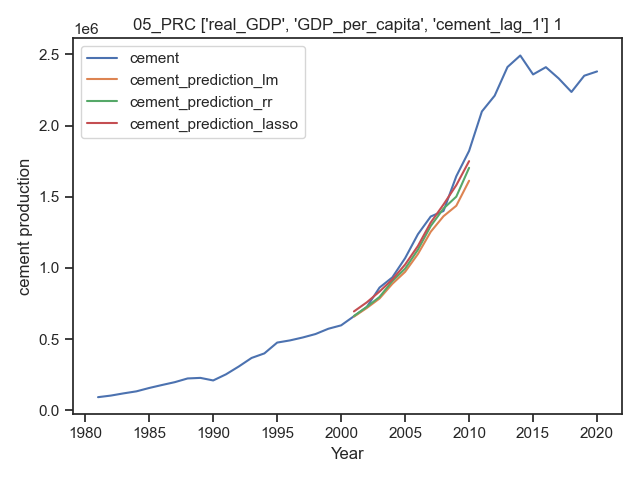 05_PRC ['real_GDP', 'GDP_per_capita', 'cement_lag_1'] 1
1e6
cement
cement_prediction_lm
cement_prediction_rr
cement_prediction_lasso
2.5
2.0
1.5
1.0
0.5
0.0
cement production
1980 1985 1990 1995 2000 2005 2010 2015 2020
Year